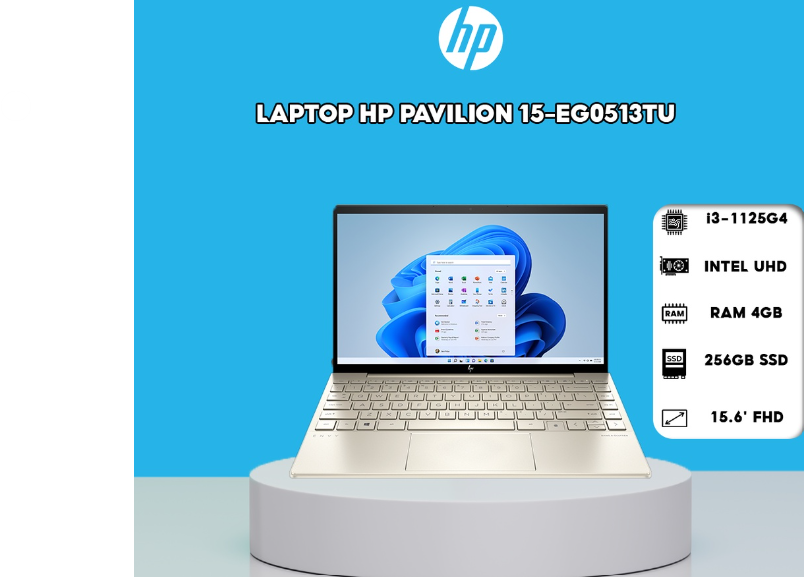 hp
LAPTOP HP PAVILION 15-EG0513TU
i3-1125G4
INTEL UHD
RAM
RAM 4GB
SSD
256GB SSD
15.6' FHD
hp